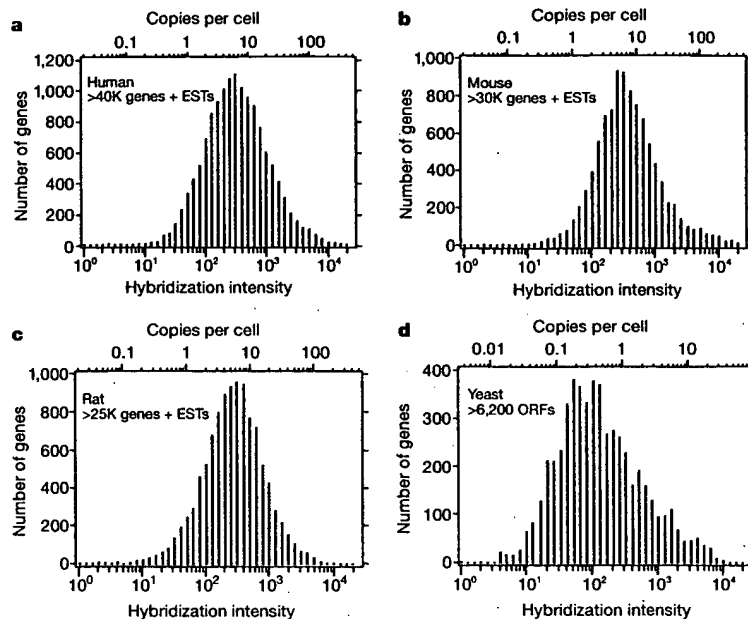 a
Copies per cell
0.1 1 10 100
Human
>40K genes + ESTs
Number of genes
1,200
1,000
800
600
400
200
0
10⁰ 10¹ 10² 10³ 10⁴
Hybridization intensity
b
Copies per cell
0.1 1 10 100
Mouse
>30K genes + ESTs
Number of genes
1,000
800
600
400
200
0
10⁰ 10¹ 10² 10³ 10⁴
Hybridization intensity
c
Copies per cell
0.1 1 10 100
Rat
>25K genes + ESTs
Number of genes
1,000
800
600
400
200
0
10⁰ 10¹ 10² 10³ 10⁴
Hybridization intensity
d
Copies per cell
0.01 0.1 1 10
Yeast
>6,200 ORFs
Number of genes
400
300
200
100
0
10⁰ 10¹ 10² 10³ 10⁴
Hybridization intensity